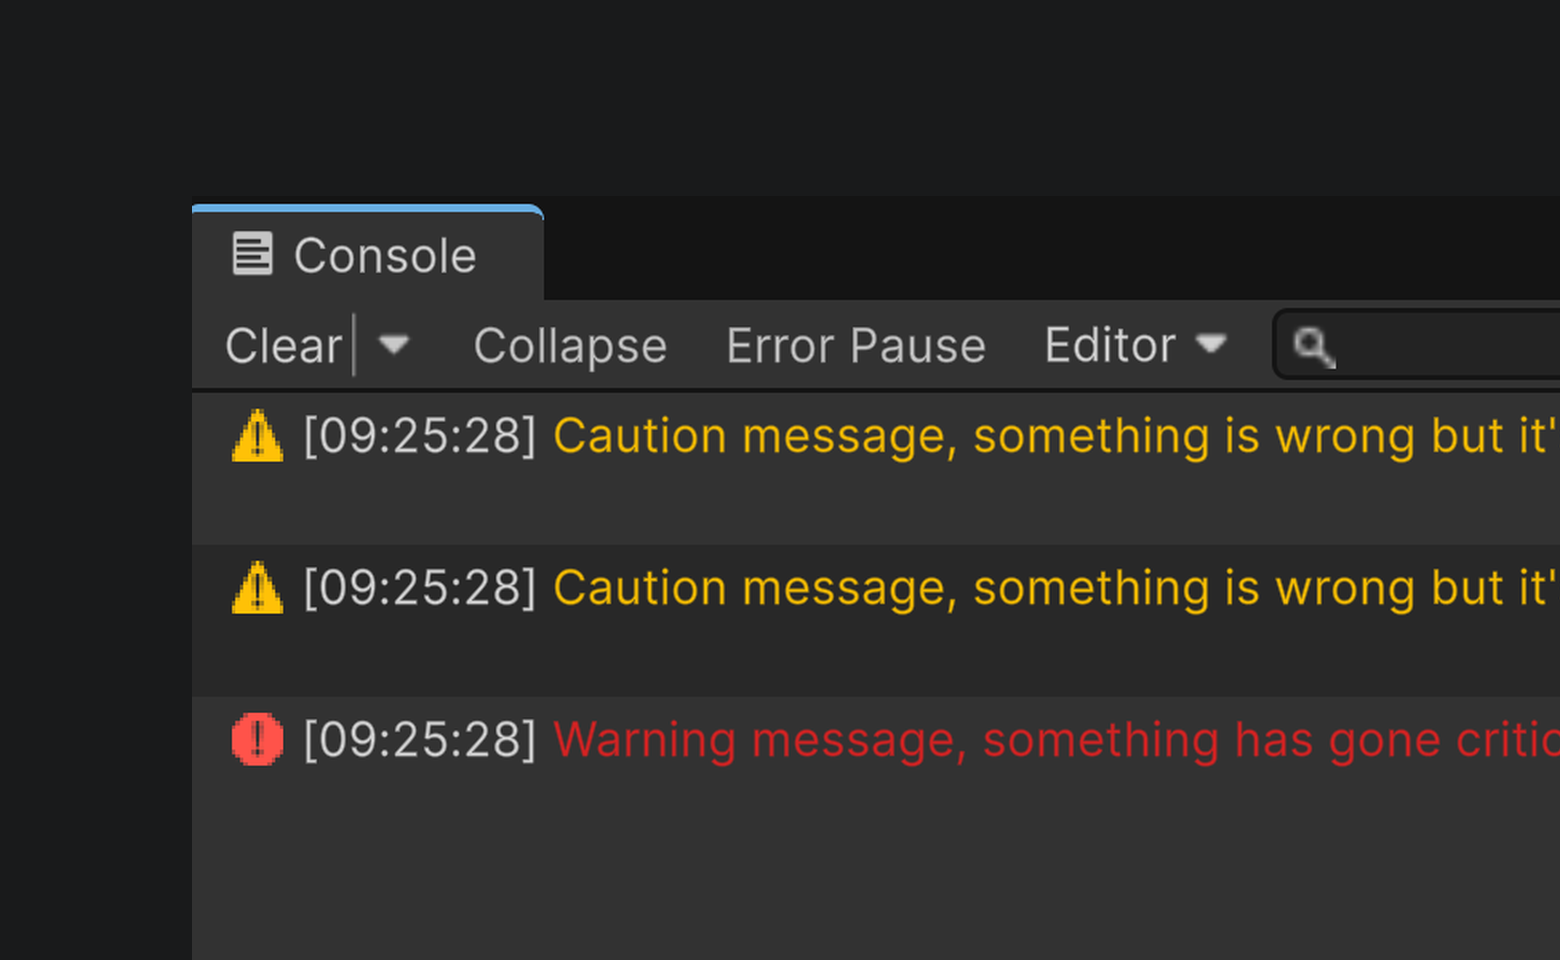 Console
Clear Collapse Error Pause Editor
[09:25:28] Caution message, something is wrong but it'
[09:25:28] Caution message, something is wrong but it'
[09:25:28] Warning message, something has gone